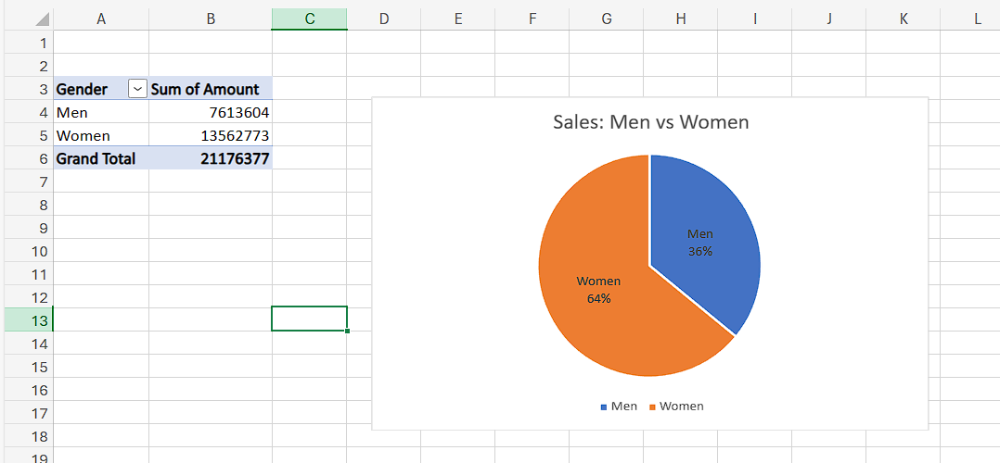 A B C D E F G H I J K L
1
2
3 Gender Sum of Amount
4 Men 7613604
5 Women 13562773
6 Grand Total 21176377
7
8
9
10
11
12
13
14
15
16
17
18
19
Sales: Men vs Women
Men
36%
Women
64%
Men Women